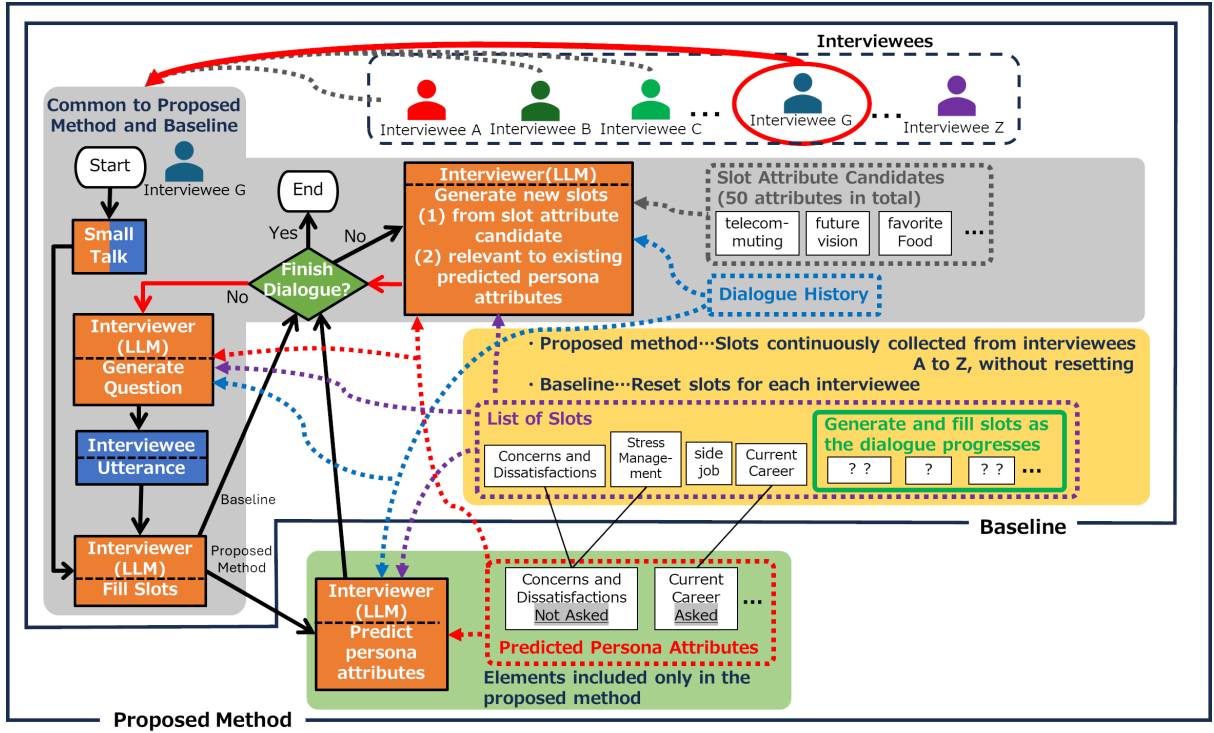 Interviewees
Interviewee A
Interviewee B
Interviewee C
...
Interviewee G
...
Interviewee Z
Common to Proposed
Method and Baseline
Start
Interviewee G
Small
Talk
End
Yes
No
Finish
Dialogue?
No
Interviewer(LLM)
Generate new slots
(1) from slot attribute
candidate
(2) relevant to existing
predicted persona
attributes
Slot Attribute Candidates
(50 attributes in total)
telecom-
muting
future
vision
favorite
Food
...
Dialogue History
Interviewer
(LLM)
Generate
Question
Interviewee
Utterance
Interviewer
(LLM)
Fill Slots
Baseline
Proposed
Method
・Proposed method…Slots continuously collected from interviewees
A to Z, without resetting
・Baseline…Reset slots for each interviewee
List of Slots
Concerns and
Dissatisfactions
Stress
Manage-
ment
side
job
Current
Career
Generate and fill slots as
the dialogue progresses
? ?
?
? ?
...
Baseline
Interviewer
(LLM)
Predict
persona
attributes
Concerns and
Dissatisfactions
Not Asked
Current
Career
Asked
...
Predicted Persona Attributes
Elements included only in the
proposed method
Proposed Method